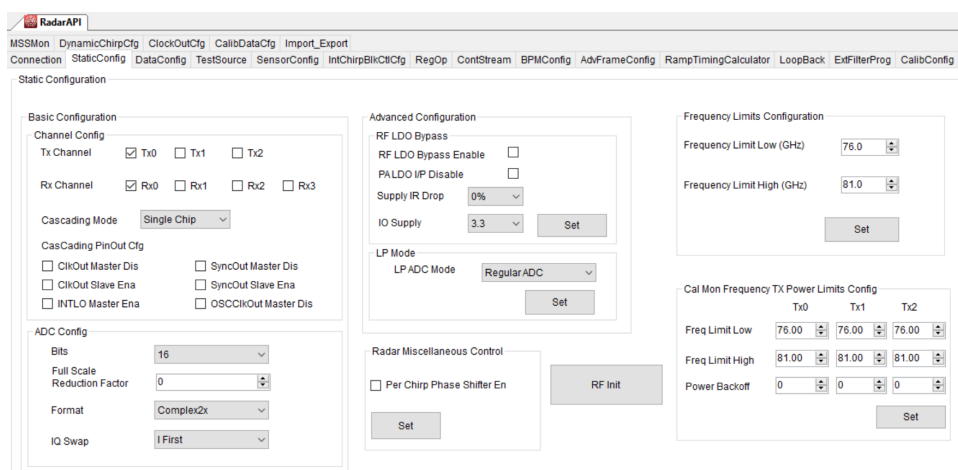 RadarAPI
MSSMon DynamicChirpCfg ClockOutCfg CalibDataCfg Import_Export
Connection StaticConfig DataConfig TestSource SensorConfig IntChirpBlkCtlCfg RegOp ContStream BPMConfig AdvFrameConfig RampTimingCalculator LoopBack ExtFilterProg CalibConfig
Static Configuration
Basic Configuration
Channel Config
Tx Channel Tx0 Tx1 Tx2
Rx Channel Rx0 Rx1 Rx2 Rx3
Cascading Mode Single Chip
CasCading PinOut Cfg
ClkOut Master Dis SyncOut Master Dis
ClkOut Slave Ena SyncOut Slave Ena
INTLO Master Ena OSCClkOut Master Dis
ADC Config
Bits 16
Full Scale
Reduction Factor 0
Format Complex2x
IQ Swap I First
Advanced Configuration
RF LDO Bypass
RF LDO Bypass Enable
PA LDO I/P Disable
Supply IR Drop 0%
IO Supply 3.3 Set
LP Mode
LP ADC Mode Regular ADC
Set
Radar Miscellaneous Control
Per Chirp Phase Shifter En
Set
RF Init
Frequency Limits Configuration
Frequency Limit Low (GHz) 76.0
Frequency Limit High (GHz) 81.0
Set
Cal Mon Frequency TX Power Limits Config
Tx0 Tx1 Tx2
Freq Limit Low 76.00 76.00 76.00
Freq Limit High 81.00 81.00 81.00
Power Backoff 0 0 0
Set